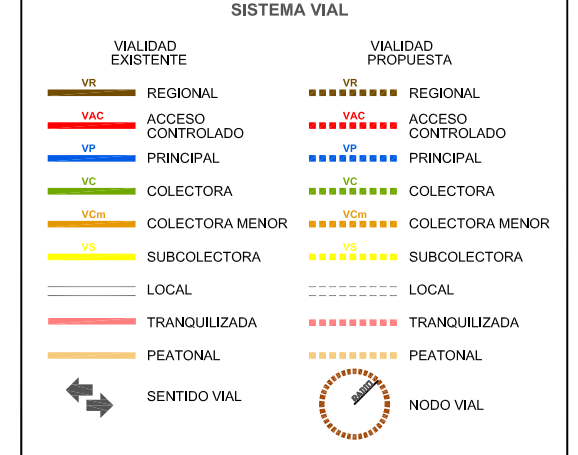 SISTEMA VIAL
VIALIDAD
EXISTENTE
VR
REGIONAL
VAC
ACCESO
CONTROLADO
VP
PRINCIPAL
VC
COLECTORA
VCm
COLECTORA MENOR
VS
SUBCOLECTORA
LOCAL
TRANQUILIZADA
PEATONAL
SENTIDO VIAL
VIALIDAD
PROPUESTA
VR
REGIONAL
VAC
ACCESO
CONTROLADO
VP
PRINCIPAL
VC
COLECTORA
VCm
COLECTORA MENOR
VS
SUBCOLECTORA
LOCAL
TRANQUILIZADA
PEATONAL
RADIO
NODO VIAL